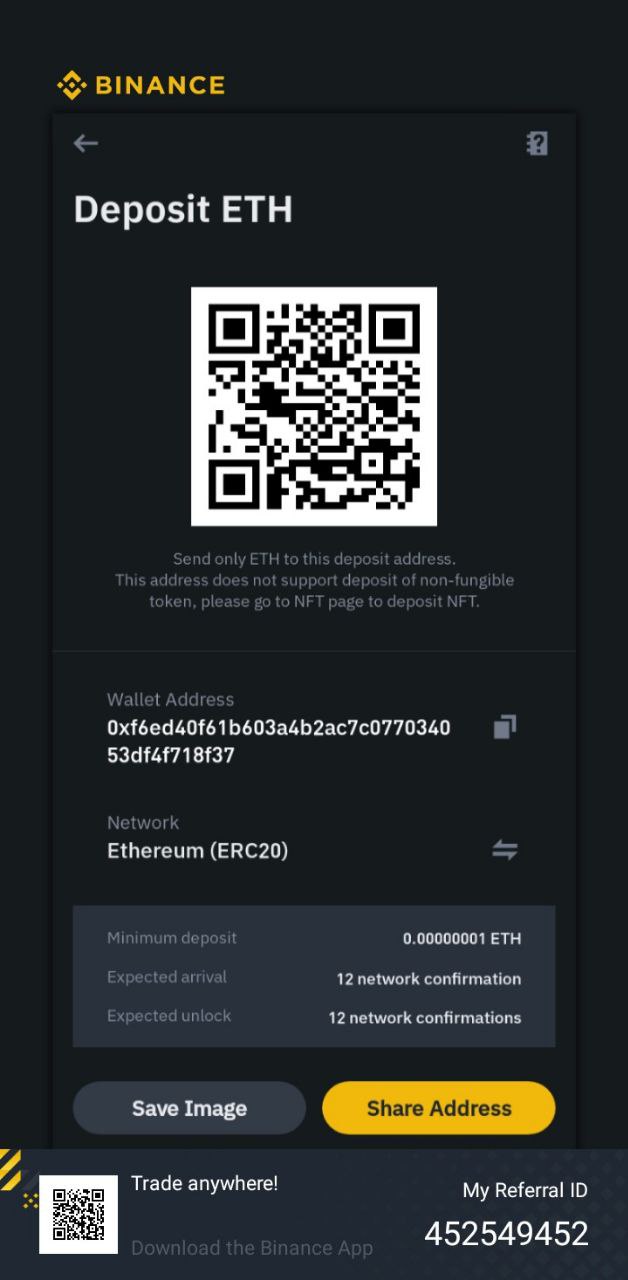 BINANCE
Deposit ETH
Send only ETH to this deposit address.
This address does not support deposit of non-fungible
token, please go to NFT page to deposit NFT.
Wallet Address
0xf6ed40f61b603a4b2ac7c0770340
53df4f718f37
Network
Ethereum (ERC20)
Minimum deposit 0.00000001 ETH
Expected arrival 12 network confirmation
Expected unlock 12 network confirmations
Save Image Share Address
Trade anywhere!
Download the Binance App
My Referral ID
452549452